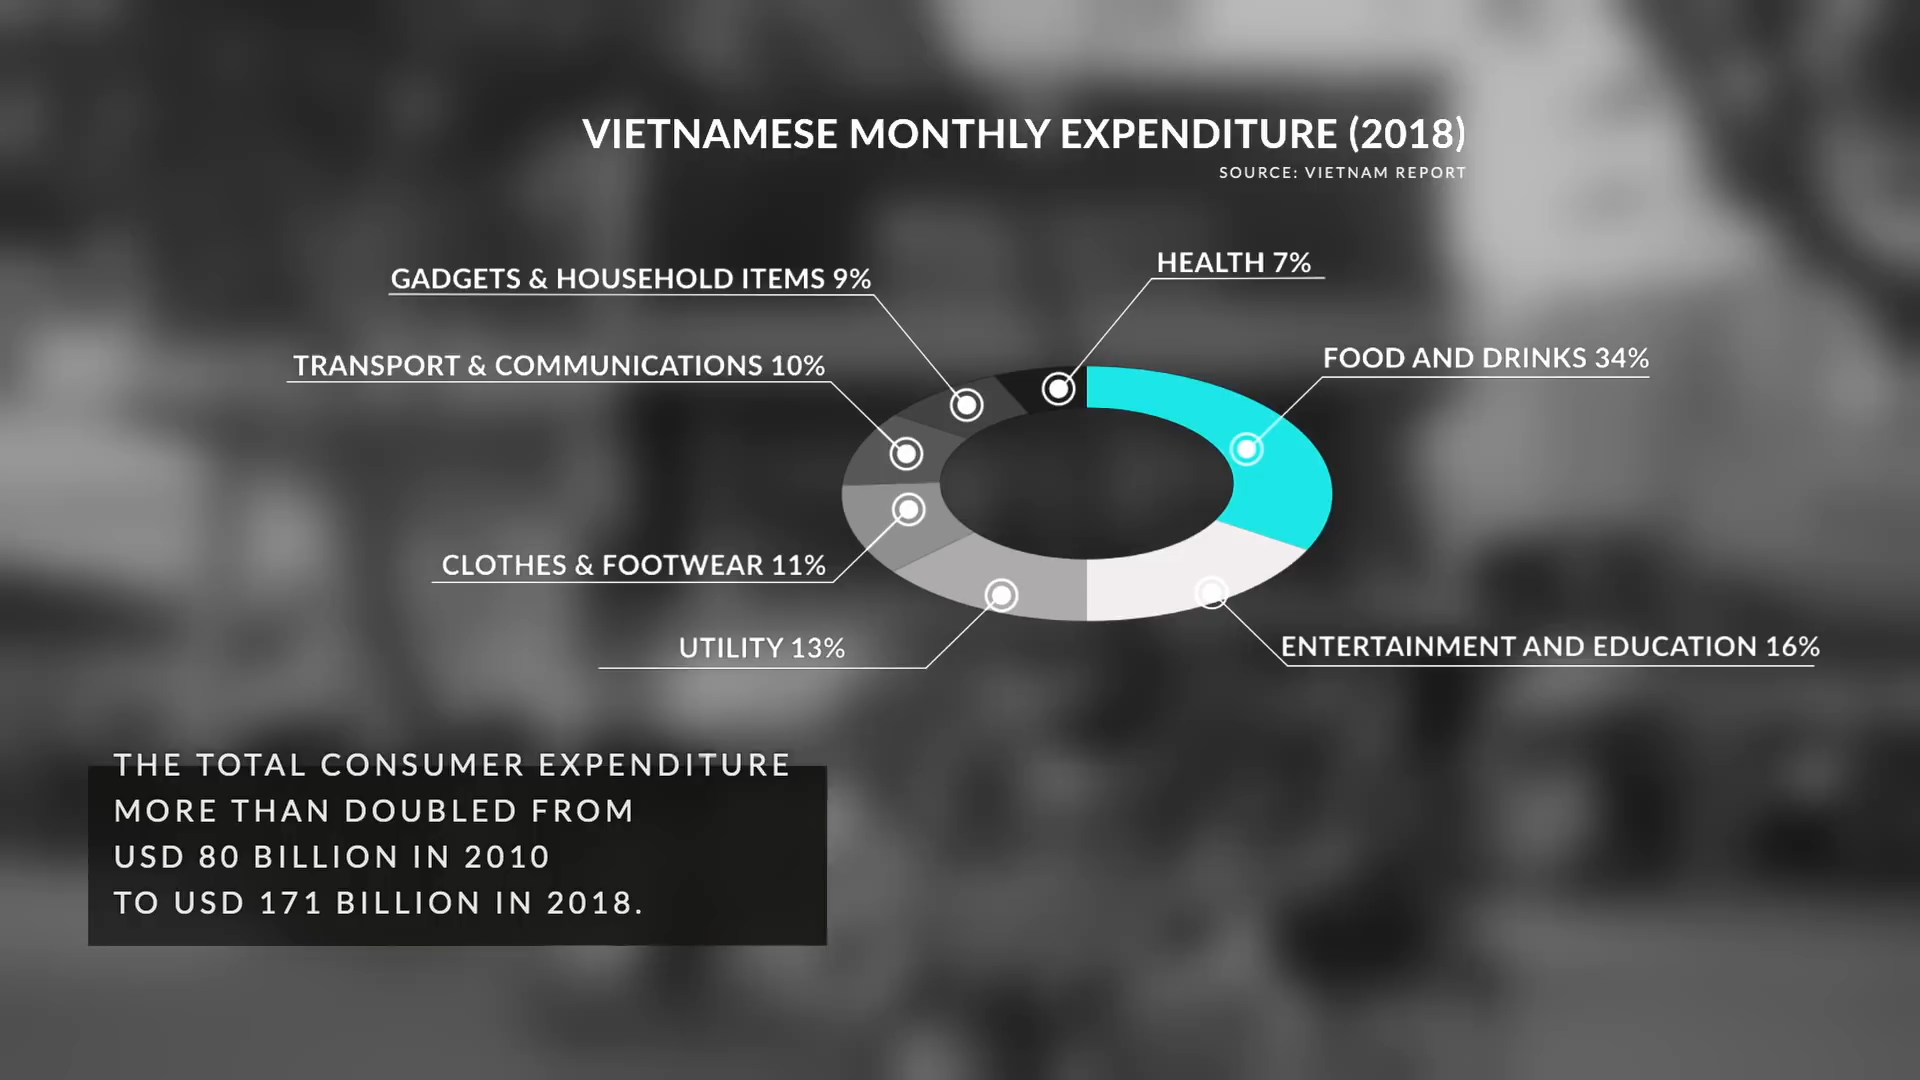 VIETNAMESE MONTHLY EXPENDITURE (2018)
SOURCE: VIETNAM REPORT
HEALTH 7%
GADGETS & HOUSEHOLD ITEMS 9%
FOOD AND DRINKS 34%
TRANSPORT & COMMUNICATIONS 10%
CLOTHES & FOOTWEAR 11%
UTILITY 13%
ENTERTAINMENT AND EDUCATION 16%
THE TOTAL CONSUMER EXPENDITURE
MORE THAN DOUBLED FROM
USD 80 BILLION IN 2010
TO USD 171 BILLION IN 2018.